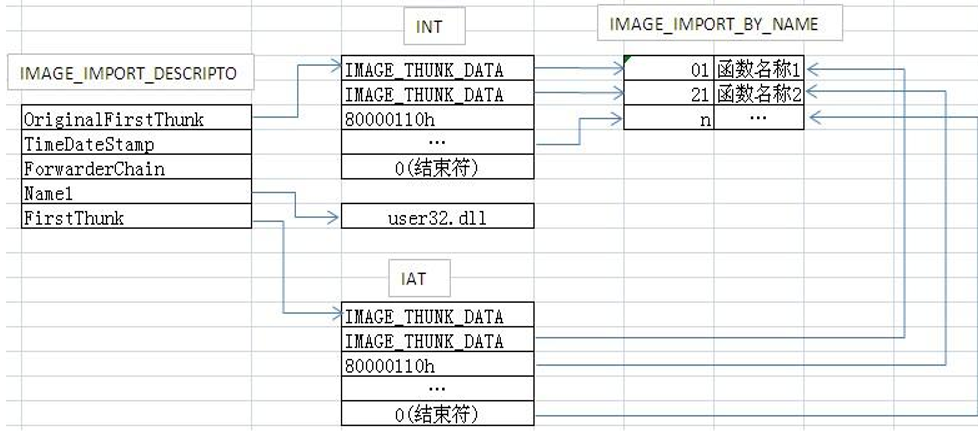 INT
IMAGE_IMPORT_BY_NAME
IMAGE_IMPORT_DESCRIPTO
IMAGE_THUNK_DATA
01 函数名称1
IMAGE_THUNK_DATA
21 函数名称2
OriginalFirstThunk
80000110h
n …
TimeDateStamp
…
ForwarderChain
0(结束符)
Name1
FirstThunk
user32.dll
IAT
IMAGE_THUNK_DATA
IMAGE_THUNK_DATA
80000110h
…
0(结束符)